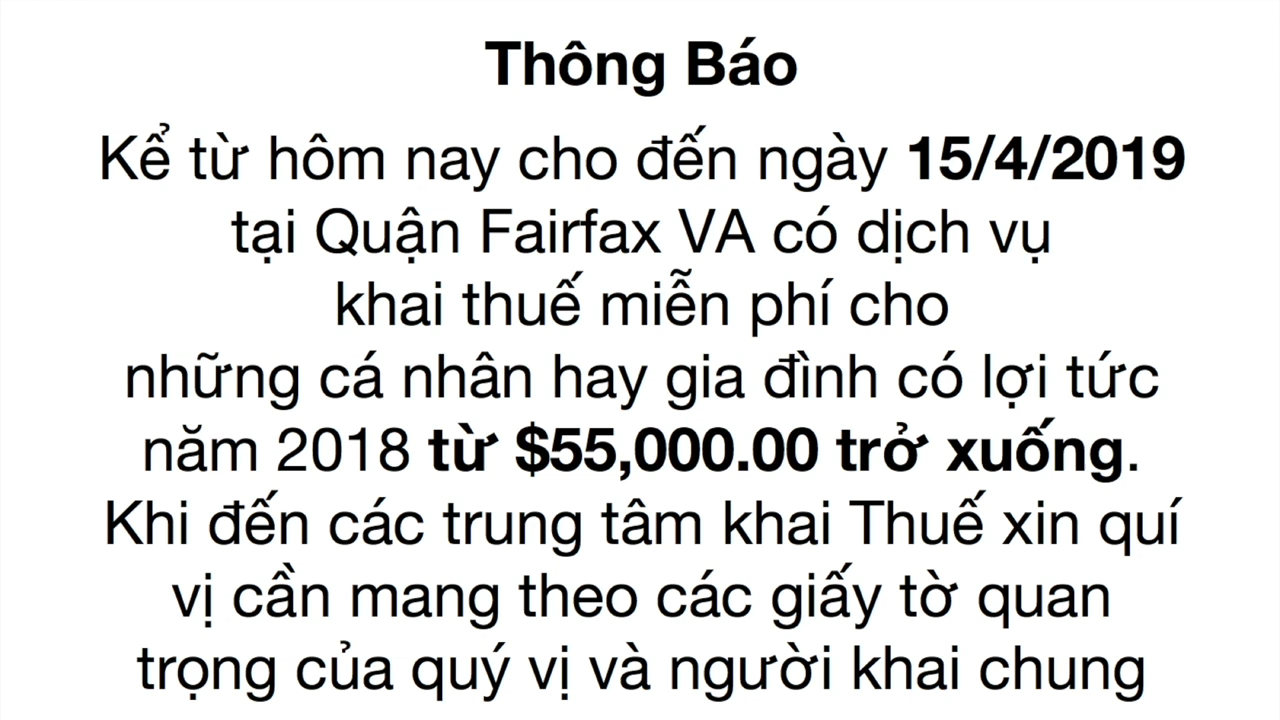 Thông Báo
Kể từ hôm nay cho đến ngày 15/4/2019
tại Quận Fairfax VA có dịch vụ
khai thuế miễn phí cho
những cá nhân hay gia đình có lợi tức
năm 2018 từ $55,000.00 trở xuống.
Khi đến các trung tâm khai Thuế xin quí
vị cần mang theo các giấy tờ quan
trọng của quý vị và người khai chung